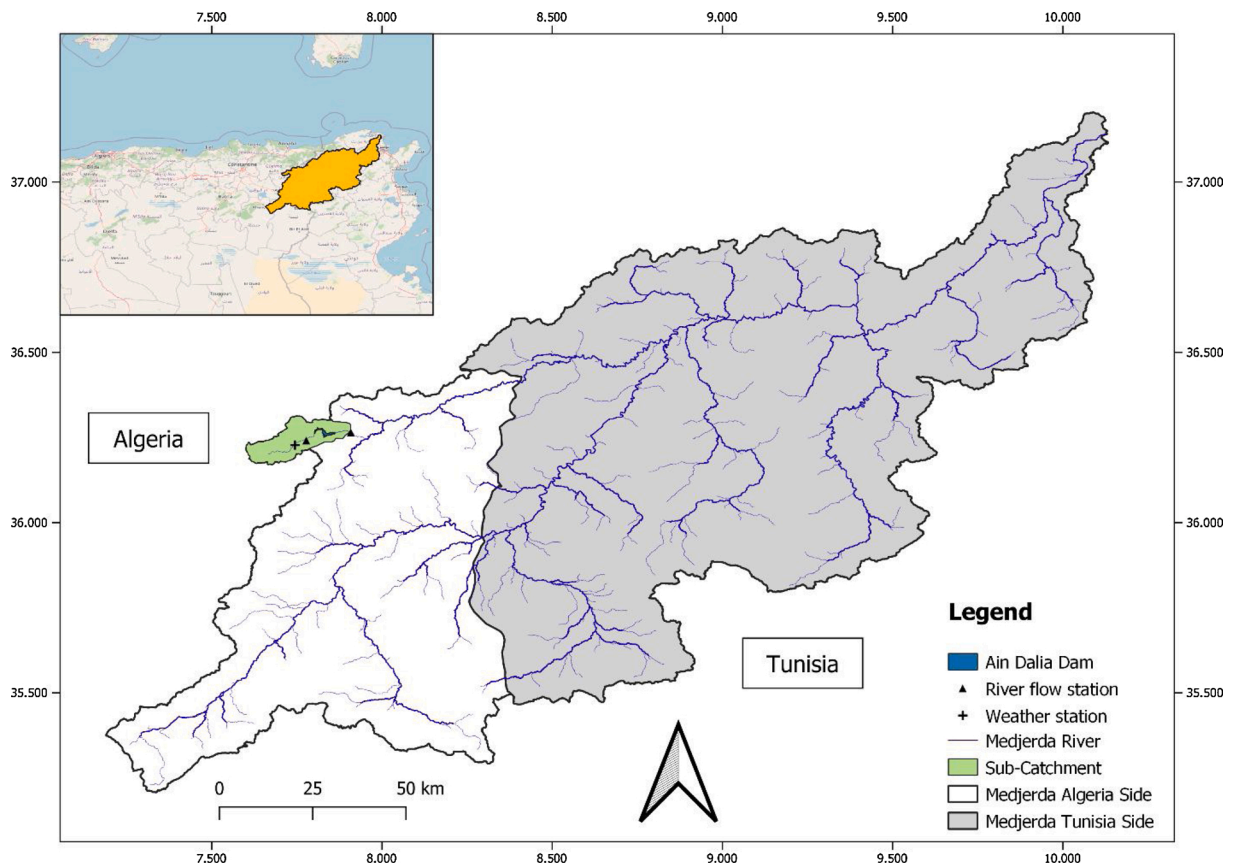 7.500 8.000 8.500 9.000 9.500 10.000
37.000 37.000
36.500 36.500
Algeria
36.000 36.000
Legend
Tunisia
Ain Dalia Dam
35.500 River flow station 35.500
Weather station
Medjerda River
Sub-Catchment
0 25 50 km
Medjerda Algeria Side
Medjerda Tunisia Side
7.500 8.000 8.500 9.000 9.500 10.000